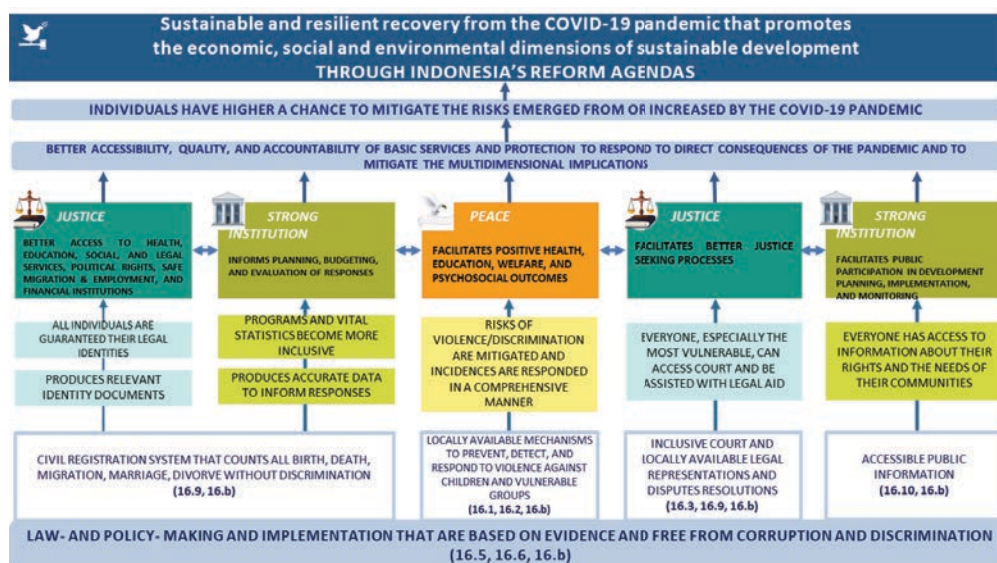 Sustainable and resilient recovery from the COVID-19 pandemic that promotes
the economic, social and environmental dimensions of sustainable development
THROUGH INDONESIA'S REFORM AGENDAS
INDIVIDUALS HAVE HIGHER A CHANCE TO MITIGATE THE RISKS EMERGED FROM OR INCREASED BY THE COVID-19 PANDEMIC
BETTER ACCESSIBILITY, QUALITY, AND ACCOUNTABILITY OF BASIC SERVICES AND PROTECTION TO RESPOND TO DIRECT CONSEQUENCES OF THE PANDEMIC AND TO
MITIGATE THE MULTIDIMENSIONAL IMPLICATIONS
JUSTICE
BETTER ACCESS TO HEALTH,
EDUCATION, SOCIAL, AND LEGAL
SERVICES, POLITICAL RIGHTS, SAFE
MIGRATION & EMPLOYMENT, AND
FINANCIAL INSTITUTIONS
STRONG
INSTITUTION
INFORMS PLANNING, BUDGETING,
AND EVALUATION OF RESPONSES
PEACE
FACILITATES POSITIVE HEALTH,
EDUCATION, WELFARE, AND
PSYCHOSOCIAL OUTCOMES
JUSTICE
FACILITATES BETTER JUSTICE
SEEKING PROCESSES
STRONG
INSTITUTION
FACILITATES PUBLIC
PARTICIPATION IN DEVELOPMENT
PLANNING, IMPLEMENTATION,
AND MONITORING
ALL INDIVIDUALS ARE
GUARANTEED THEIR LEGAL
IDENTITIES
PRODUCES RELEVANT
IDENTITY DOCUMENTS
PROGRAMS AND VITAL
STATISTICS BECOME MORE
INCLUSIVE
PRODUCES ACCURATE DATA
TO INFORM RESPONSES
RISKS OF
VIOLENCE/DISCRIMINATION
ARE MITIGATED AND
INCIDENCES ARE RESPONDED
IN A COMPREHENSIVE
MANNER
EVERYONE, ESPECIALLY THE
MOST VULNERABLE, CAN
ACCESS COURT AND BE
ASSISTED WITH LEGAL AID
EVERYONE HAS ACCESS TO
INFORMATION ABOUT THEIR
RIGHTS AND THE NEEDS OF
THEIR COMMUNITIES
CIVIL REGISTRATION SYSTEM THAT COUNTS ALL BIRTH, DEATH,
MIGRATION, MARRIAGE, DIVORVE WITHOUT DISCRIMINATION
(16.9, 16.b)
LOCALLY AVAILABLE MECHANISMS
TO PREVENT, DETECT, AND
RESPOND TO VIOLENCE AGAINST
CHILDREN AND VULNERABLE
GROUPS
(16.1, 16.2, 16.b)
INCLUSIVE COURT AND
LOCALLY AVAILABLE LEGAL
REPRESENTATIONS AND
DISPUTES RESOLUTIONS
(16.3, 16.9, 16.b)
ACCESSIBLE PUBLIC
INFORMATION
(16.10, 16.b)
LAW- AND POLICY- MAKING AND IMPLEMENTATION THAT ARE BASED ON EVIDENCE AND FREE FROM CORRUPTION AND DISCRIMINATION
(16.5, 16.6, 16.b)